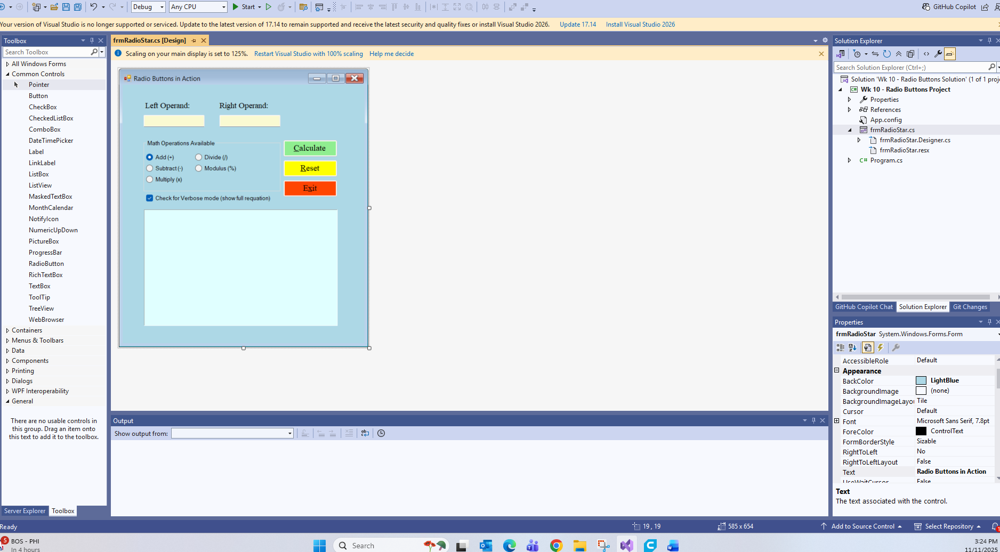 Debug
Any CPU
Start
GitHub Copilot
Your version of Visual Studio is no longer supported or serviced. Update to the latest version of 17.14 to remain supported and receive the latest security and quality fixes or install Visual Studio 2026. Update 17.14 Install Visual Studio 2026
Toolbox
Search Toolbox
All Windows Forms
Common Controls
Pointer
Button
CheckBox
CheckedListBox
ComboBox
DateTimePicker
Label
LinkLabel
ListBox
ListView
MaskedTextBox
MonthCalendar
NotifyIcon
NumericUpDown
PictureBox
ProgressBar
RadioButton
RichTextBox
TextBox
ToolTip
TreeView
WebBrowser
Containers
Menus & Toolbars
Data
Components
Printing
Dialogs
WPF Interoperability
General
There are no usable controls in
this group. Drag an item onto
this text to add it to the toolbox.
Server Explorer Toolbox
frmRadioStar.cs [Design]
Scaling on your main display is set to 125%. Restart Visual Studio with 100% scaling Help me decide
Radio Buttons in Action
Left Operand: Right Operand:
Math Operations Available
Add (+) Divide (/)
Subtract (-) Modulus (%)
Multiply (x)
Calculate
Reset
Exit
Check for Verbose mode (show full requation)
Output
Show output from:
Solution Explorer
Search Solution Explorer (Ctrl+;)
Solution 'Wk 10 - Radio Buttons Solution' (1 of 1 proj
Wk 10 - Radio Buttons Project
Properties
References
App.config
frmRadioStar.cs
frmRadioStar.Designer.cs
frmRadioStar.resx
C# Program.cs
GitHub Copilot Chat Solution Explorer Git Changes
Properties
frmRadioStar System.Windows.Forms.Form
AccessibleRole Default
Appearance
BackColor LightBlue
BackgroundImage (none)
BackgroundImageLayou Tile
Cursor Default
Font Microsoft Sans Serif, 7.8pt
ForeColor ControlText
FormBorderStyle Sizable
RightToLeft No
RightToLeftLayout False
Text Radio Buttons in Action
UseWaitCursor False
Text
The text associated with the control.
Ready
19 , 19
585 x 654
Add to Source Control
Select Repository
1
5
BOS - PHI
In 4 hours
Search
3:24 PM
11/11/2025